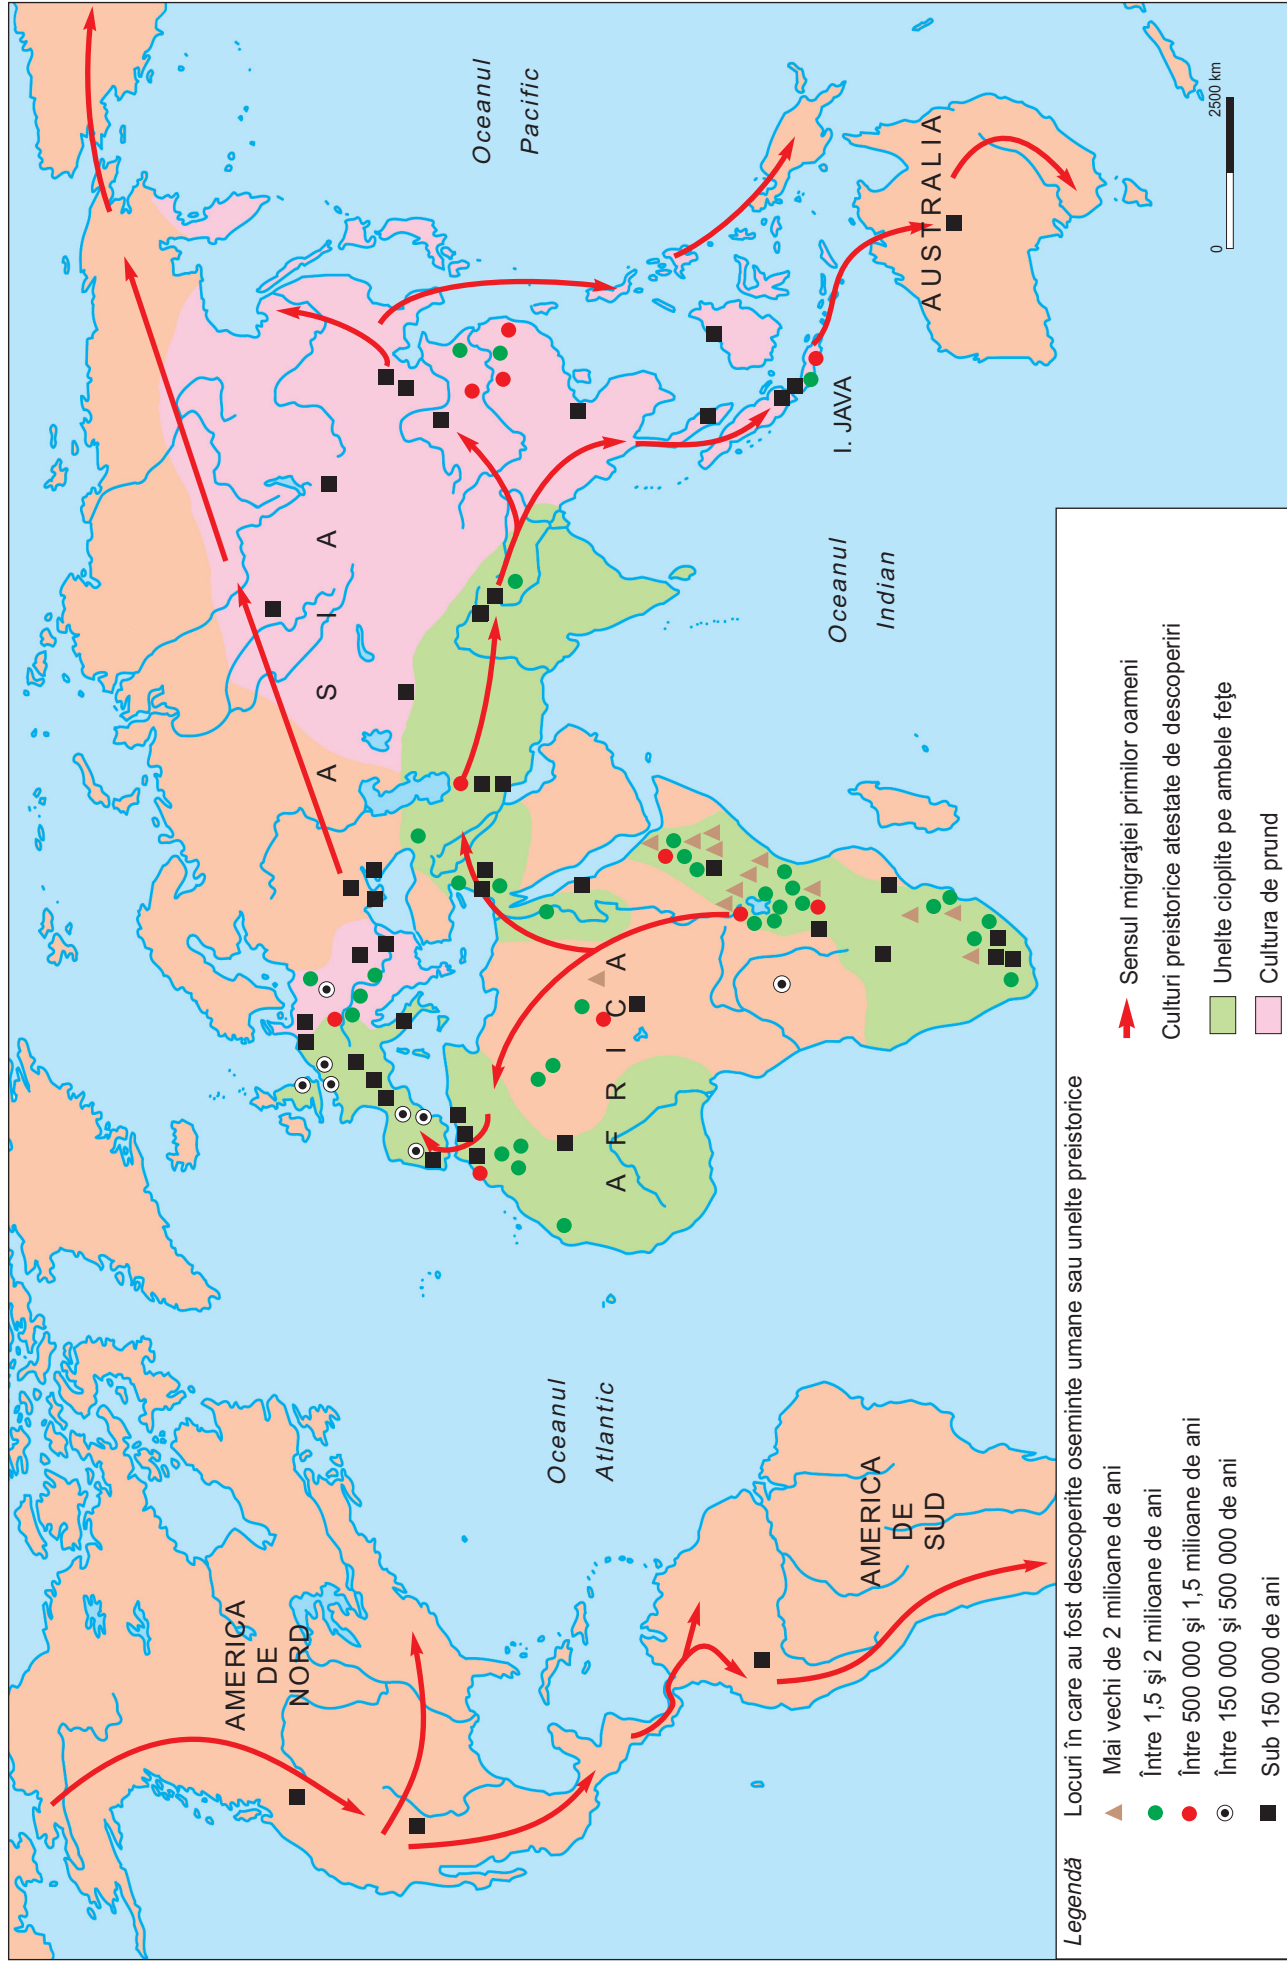 AMERICA
DE
NORD
AMERICA
DE
SUD
Oceanul
Atlantic
AFRICA
ASIA
Oceanul
Indian
I. JAVA
Oceanul
Pacific
AUSTRALIA
0 2500 km
Legendă
Locuri în care au fost descoperite oseminte umane sau unelte preistorice
Mai vechi de 2 milioane de ani
Între 1,5 şi 2 milioane de ani
Între 500 000 şi 1,5 milioane de ani
Între 150 000 şi 500 000 de ani
Sub 150 000 de ani
Sensul migraţiei primilor oameni
Culturi preistorice atestate de descoperiri
Unelte cioplite pe ambele feţe
Cultura de prund